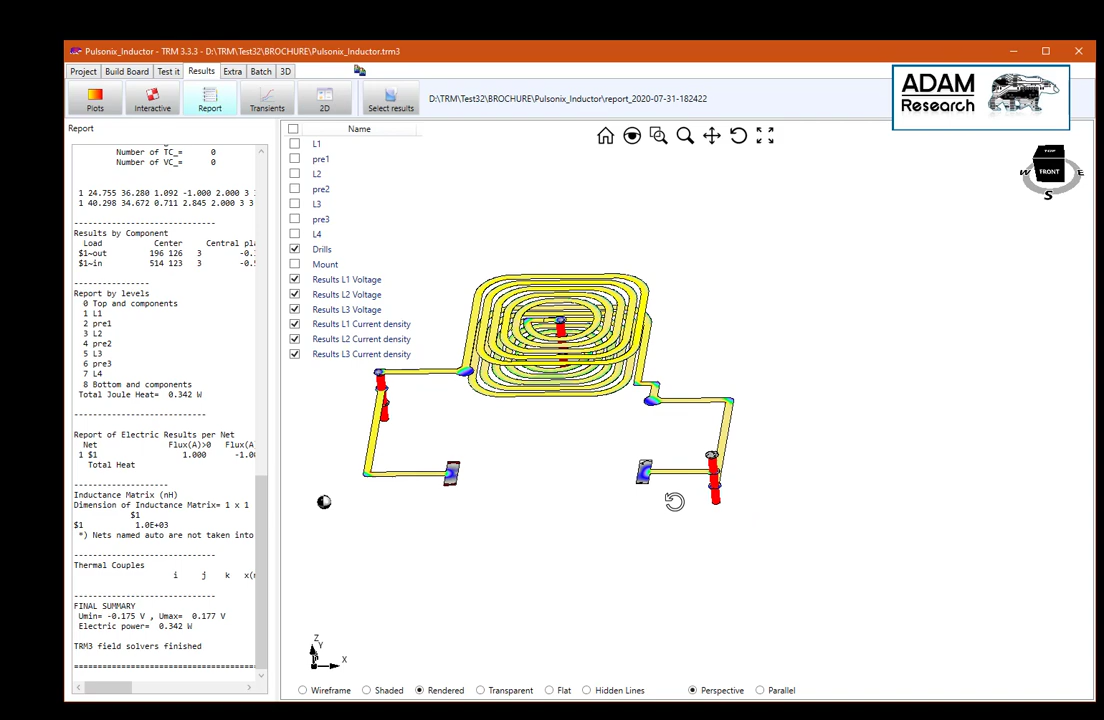 Pulsonix_Inductor - TRM 3.3.3 - D:\TRM\Test32\BROCHURE\Pulsonix_Inductor.trm3
Project Build Board Test it Results Extra Batch 3D
Plots Interactive Report Transients 2D Select results
D:\TRM\Test32\BROCHURE\Pulsonix_Inductor\report_2020-07-31-182422
ADAM
Research
Report
Number of TC_= 0
Number of VC_= 0
1 24.755 36.280 1.092 -1.000 2.000 3
1 40.298 34.672 0.711 2.845 2.000 3 3
-----------------------------
Results by Component
Load Center Central pla
$1~out 196 126 3
$1~in 514 123 3
---------------
Report by levels
0 Top and components
1 L1
2 pre1
3 L2
4 pre2
5 L3
6 pre3
7 L4
8 Bottom and components
Total Joule Heat= 0.342 W
---------------------------
Report of Electric Results per Net
Net Flux(A)>0 Flux(A)
1 $1 1.000 -1.00
Total Heat
-------------------
Inductance Matrix (nH)
Dimension of Inductance Matrix= 1 x 1
$1
$1 1.0E+03
*) Nets named auto are not taken into
-----------------------------
Thermal Couples
i j k x(
-----------------------------
FINAL SUMMARY
Umin= -0.175 V , Umax= 0.177 V
Electric power= 0.342 W
TRM3 field solvers finished
=====================================
Name
L1
pre1
L2
pre2
L3
pre3
L4
Drills
Mount
Results L1 Voltage
Results L2 Voltage
Results L3 Voltage
Results L1 Current density
Results L2 Current density
Results L3 Current density
TOP
W FRONT E
S
Z
Y
X
Wireframe Shaded Rendered Transparent Flat Hidden Lines Perspective Parallel